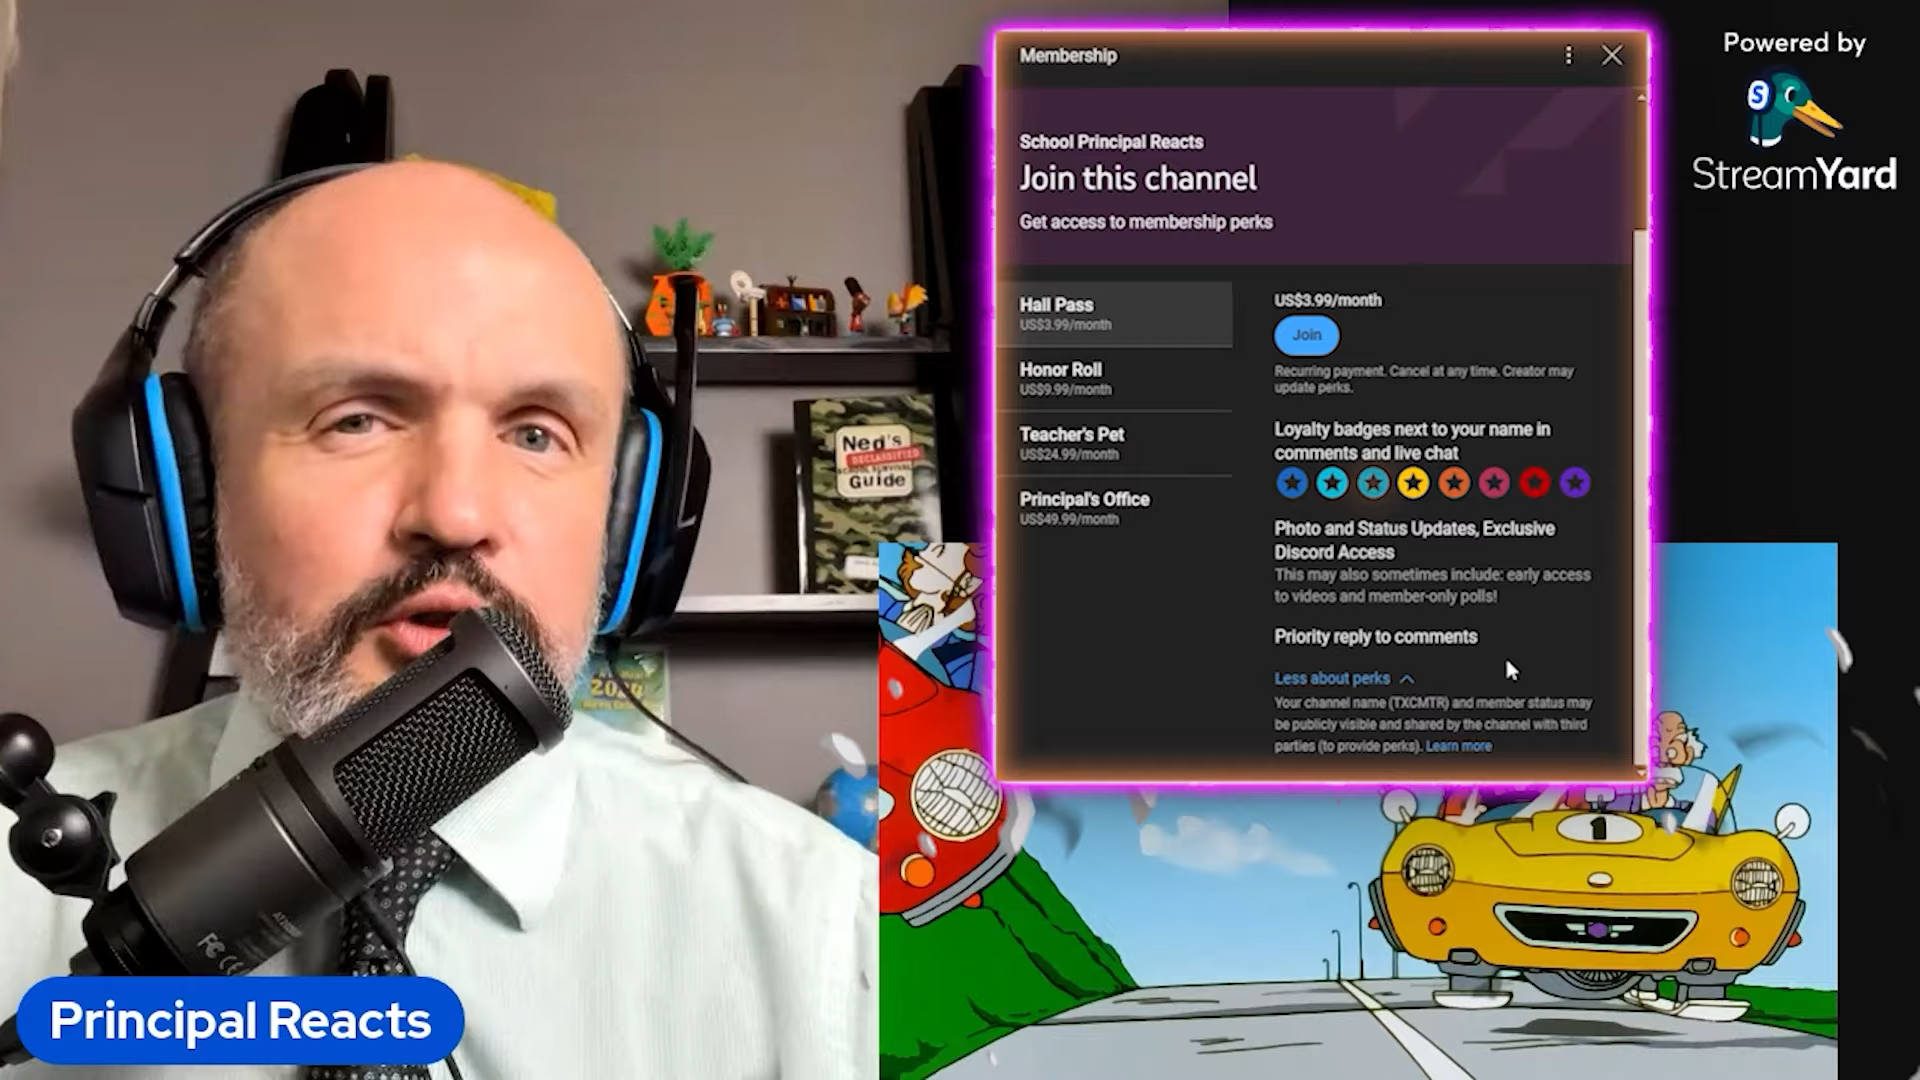 Membership
School Principal Reacts
Join this channel
Get access to membership perks
Hall Pass
US$3.99/month
Honor Roll
US$9.99/month
Teacher's Pet
US$24.99/month
Principal's Office
US$49.99/month
US$3.99/month
Join
Recurring payment. Cancel at any time. Creator may
update perks.
Loyalty badges next to your name in
comments and live chat
Photo and Status Updates, Exclusive
Discord Access
This may also sometimes include: early access
to videos and member-only polls!
Priority reply to comments
Less about perks
Your channel name (TXCMTR) and member status may
be publicly visible and shared by the channel with third
parties (to provide perks). Learn more
Powered by
S
StreamYard
Ned's
DECLASSIFIED
SCHOOL SURVIVAL
Guide
2024
1
FC CE
Principal Reacts